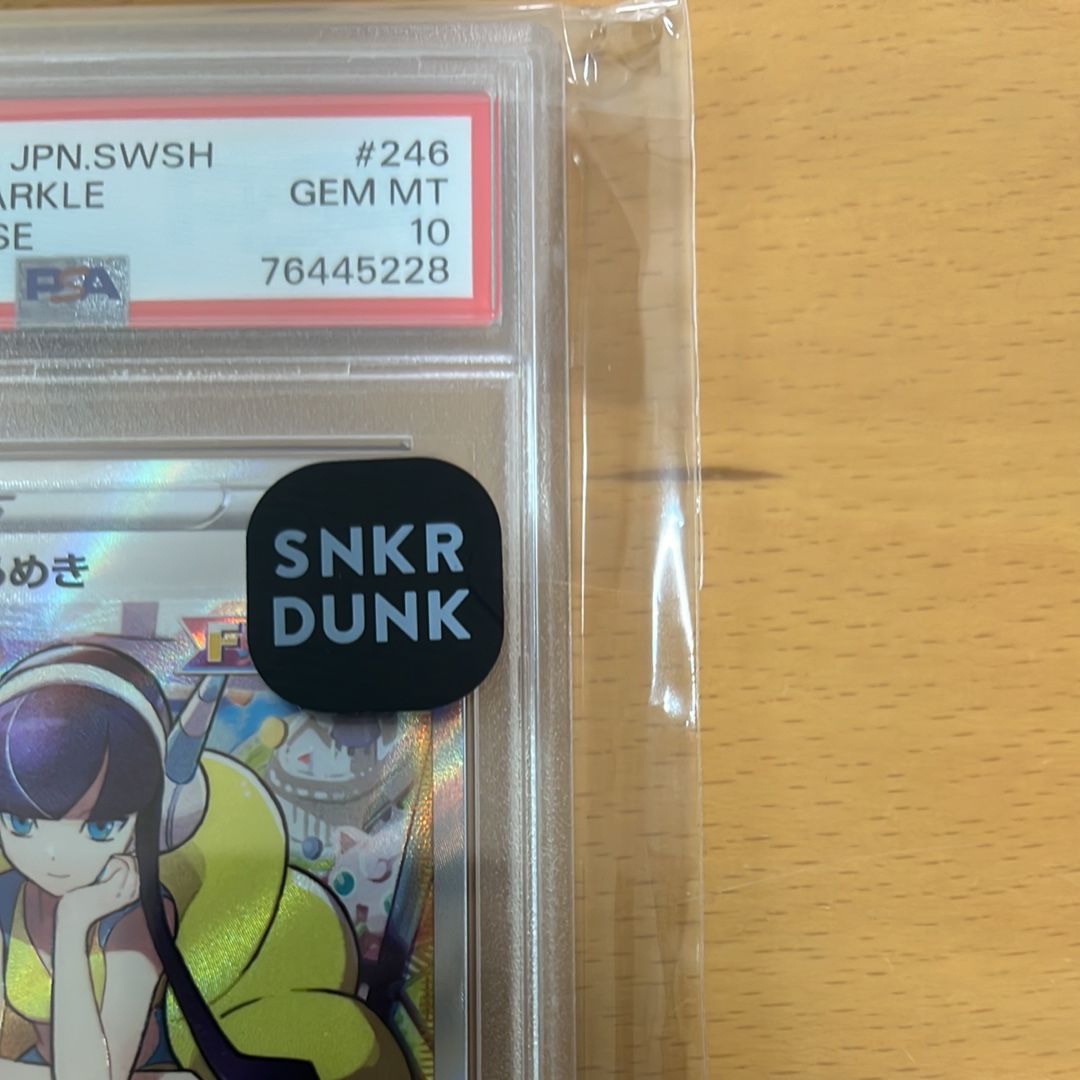 JPN.SWSH #246
ARKLE GEM MT
SE 10
PSA 76445228
SNKR
DUNK
めき
F